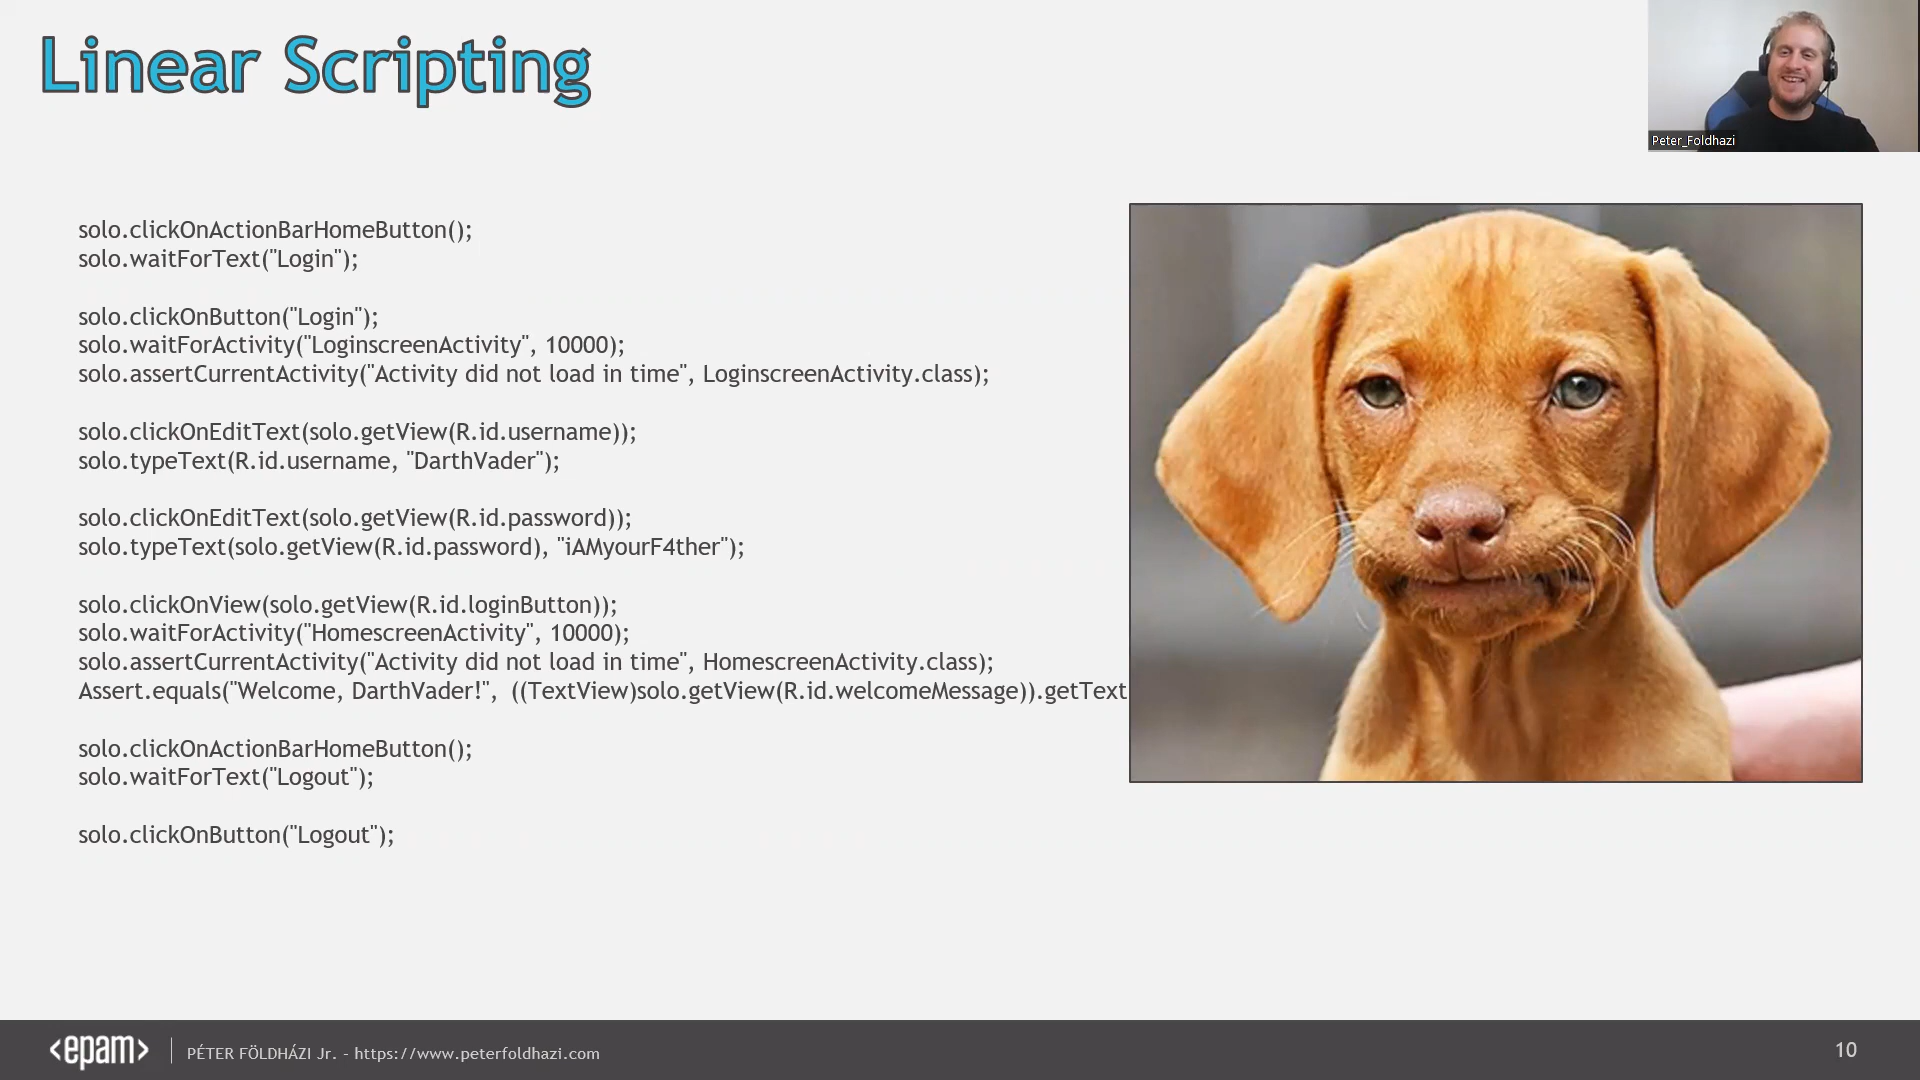 Linear Scripting
Peter_Foldhazi
solo.clickOnActionBarHomeButton();
solo.waitForText("Login");
solo.clickOnButton("Login");
solo.waitForActivity("LoginscreenActivity", 10000);
solo.assertCurrentActivity("Activity did not load in time", LoginscreenActivity.class);
solo.clickOnEditText(solo.getView(R.id.username));
solo.typeText(R.id.username, "DarthVader");
solo.clickOnEditText(solo.getView(R.id.password));
solo.typeText(solo.getView(R.id.password), "iAMyourF4ther");
solo.clickOnView(solo.getView(R.id.loginButton));
solo.waitForActivity("HomescreenActivity", 10000);
solo.assertCurrentActivity("Activity did not load in time", HomescreenActivity.class);
Assert.equals("Welcome, DarthVader!", ((TextView)solo.getView(R.id.welcomeMessage)).getText
solo.clickOnActionBarHomeButton();
solo.waitForText("Logout");
solo.clickOnButton("Logout");
<epam> PÉTER FÖLDHÁZI Jr. - https://www.peterfoldhazi.com
10